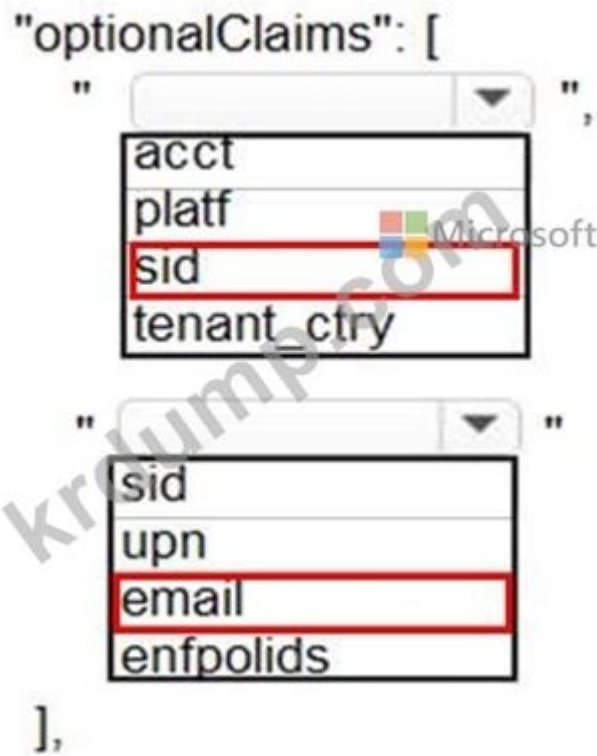 "optionalClaims": [
" ",
acct
platf
Microsoft
sid
tenant_ctry
" "
sid
upn
email
enfpolids
],
krdump.com